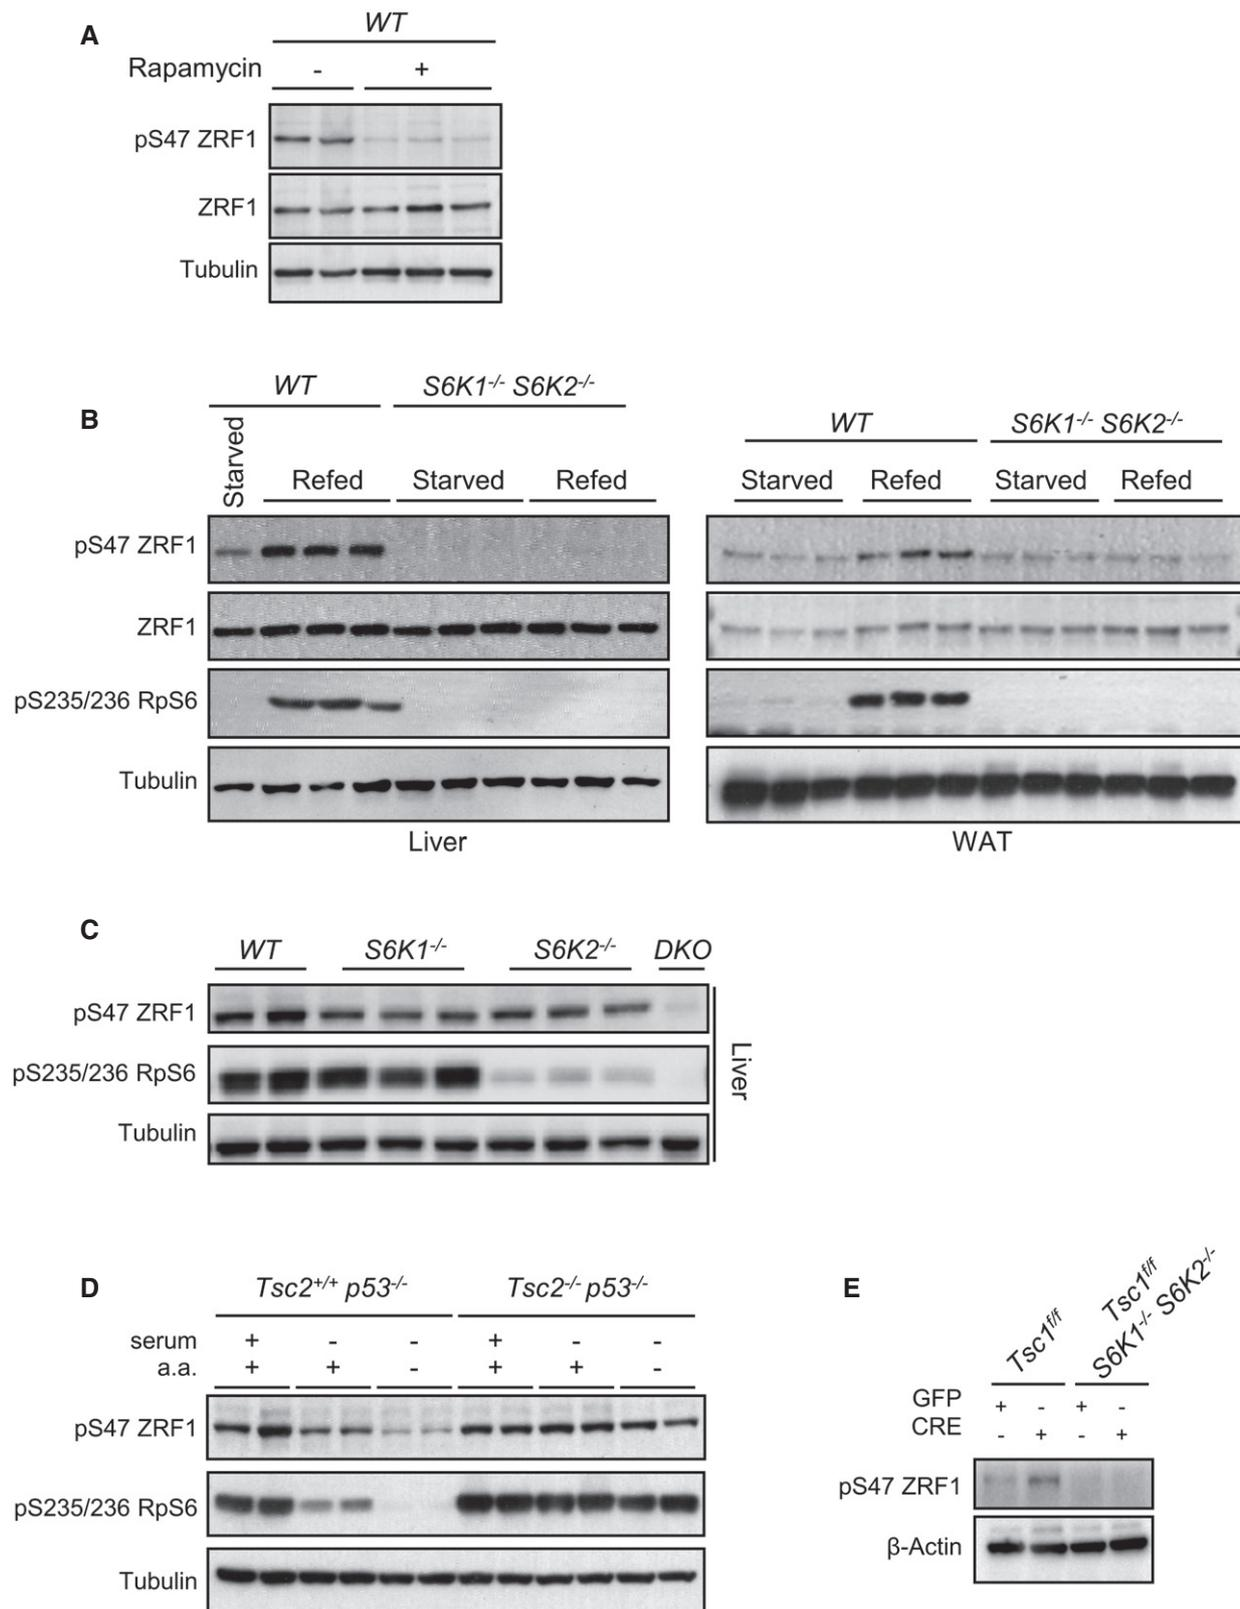 A
WT
Rapamycin - +
pS47 ZRF1
ZRF1
Tubulin
B
WT S6K1-/- S6K2-/-
Starved Refed Starved Refed
pS47 ZRF1
ZRF1
pS235/236 RpS6
Tubulin
Liver
WT S6K1-/- S6K2-/-
Starved Refed Starved Refed
WAT
C
WT S6K1-/- S6K2-/- DKO
pS47 ZRF1
pS235/236 RpS6
Tubulin
Liver
D
Tsc2+/+ p53-/- Tsc2-/- p53-/-
serum + - - + - -
a.a. + + - + + -
pS47 ZRF1
pS235/236 RpS6
Tubulin
E
Tsc1f/f
Tsc1f/f
S6K1-/- S6K2-/-
GFP + - + -
CRE - + - +
pS47 ZRF1
β-Actin